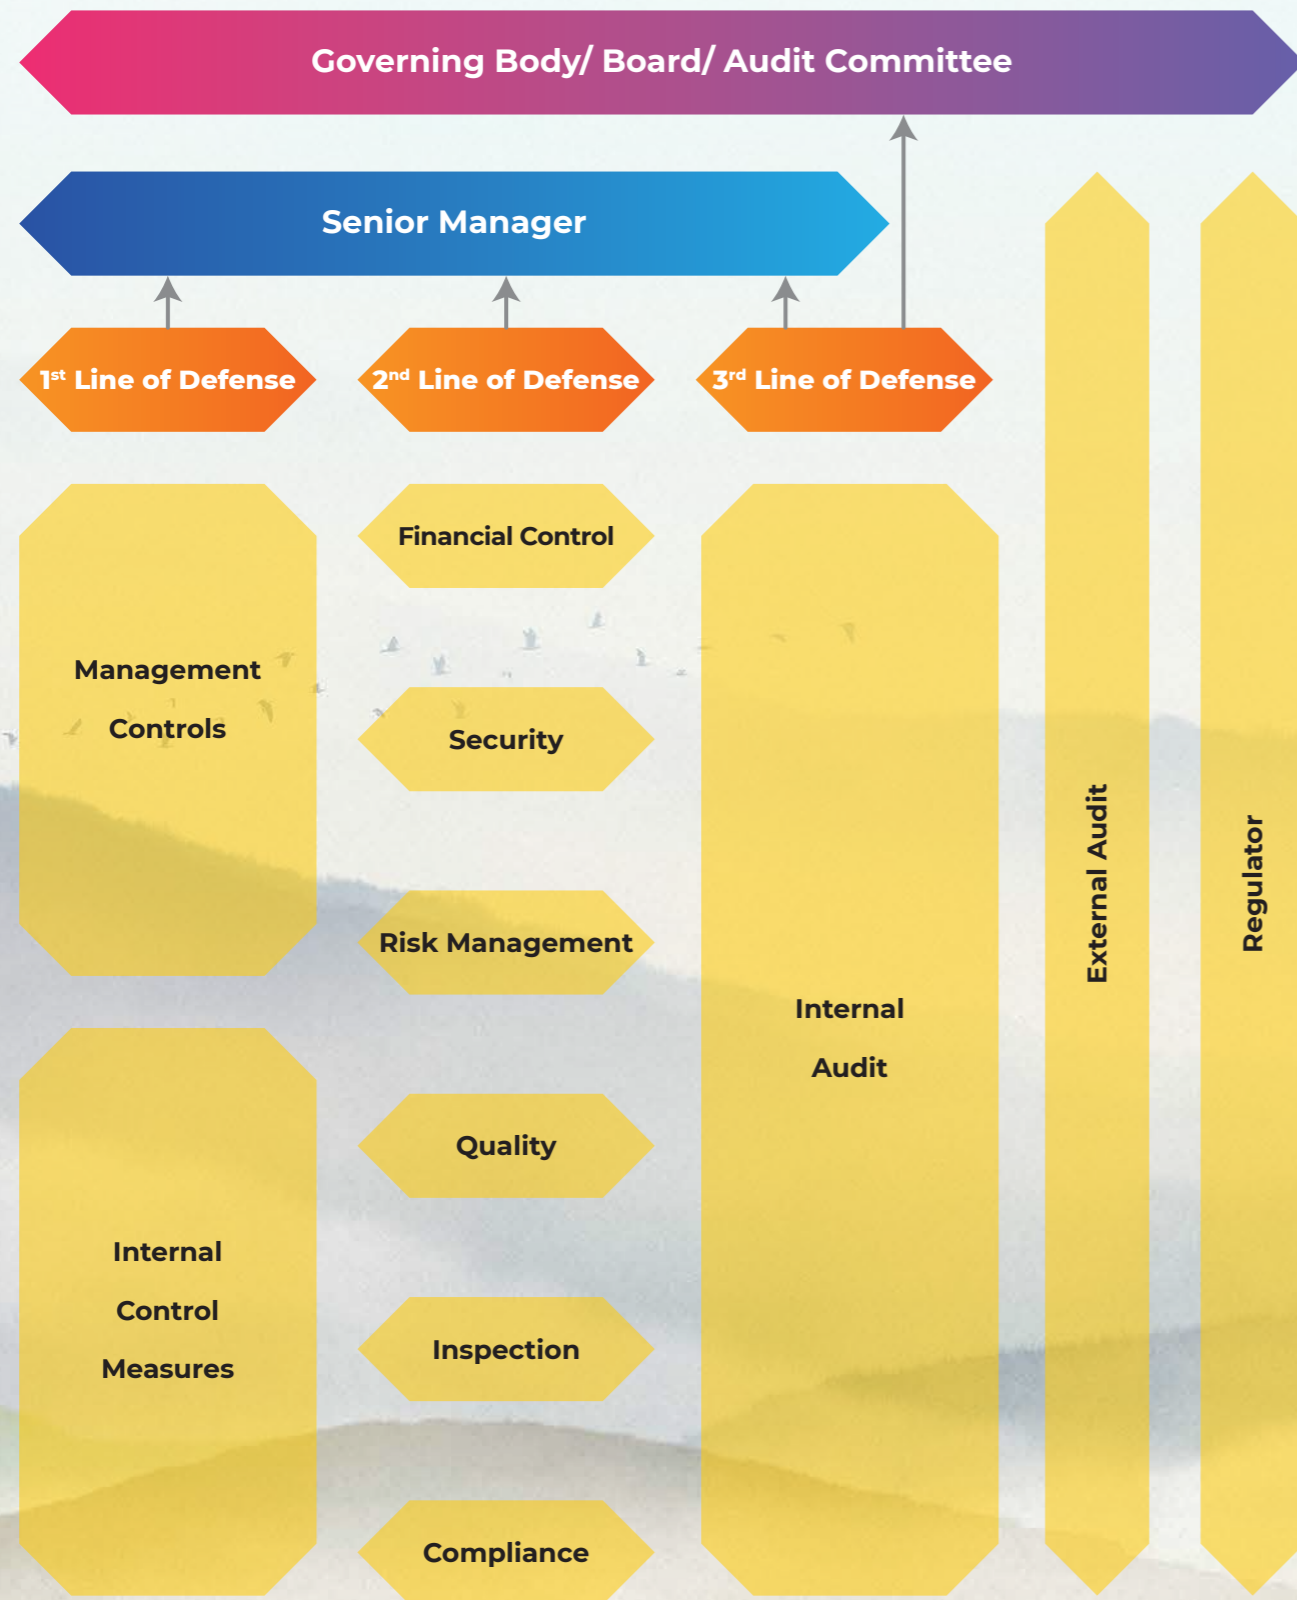 Governing Body/ Board/ Audit Committee
Senior Manager
1st Line of Defense
2nd Line of Defense
3rd Line of Defense
Management
Controls
Internal
Control
Measures
Financial Control
Security
Risk Management
Quality
Inspection
Compliance
Internal
Audit
External Audit
Regulator